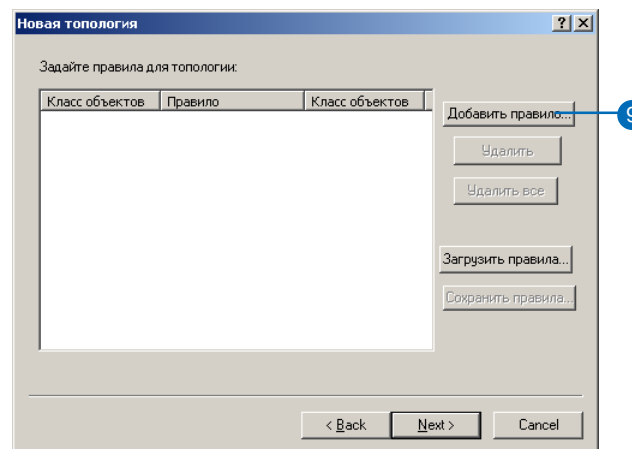 Новая топология
Задайте правила для топологии:
Класс объектов Правило Класс объектов
Добавить правило...
9
Удалить
Удалить все
Загрузить правила...
Сохранить правила...
< Back Next > Cancel